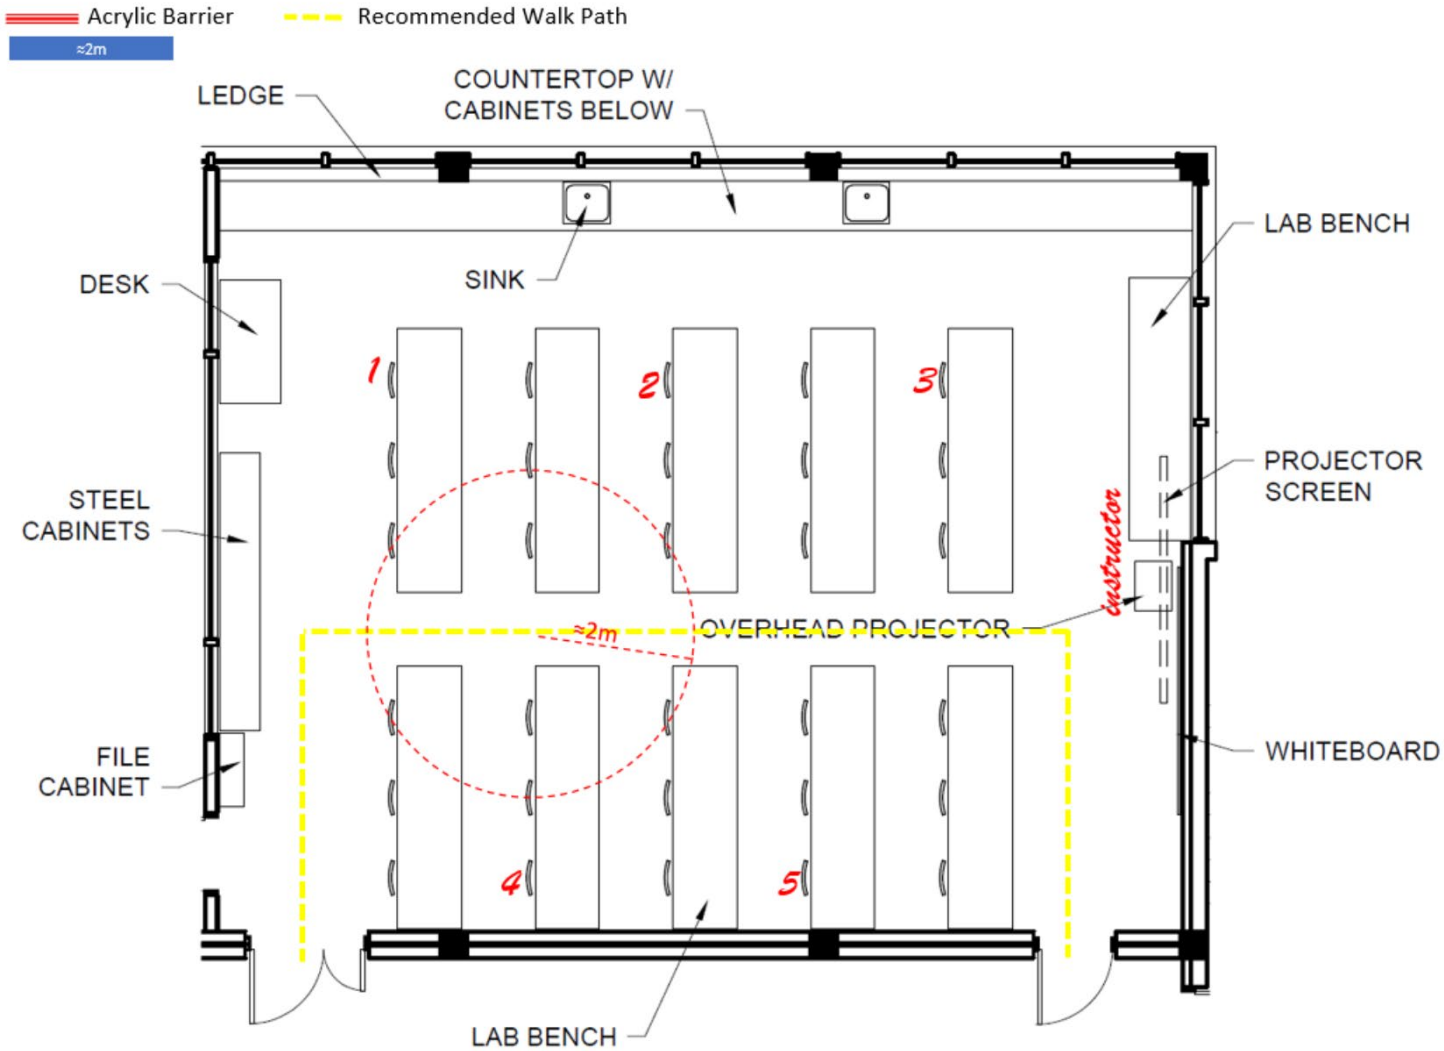 Acrylic Barrier
Recommended Walk Path
≈2m
LEDGE
COUNTERTOP W/
CABINETS BELOW
LAB BENCH
DESK
SINK
1
2
3
STEEL
CABINETS
PROJECTOR
SCREEN
instructor
OVERHEAD PROJECTOR
≈2m
FILE
CABINET
WHITEBOARD
4
5
LAB BENCH